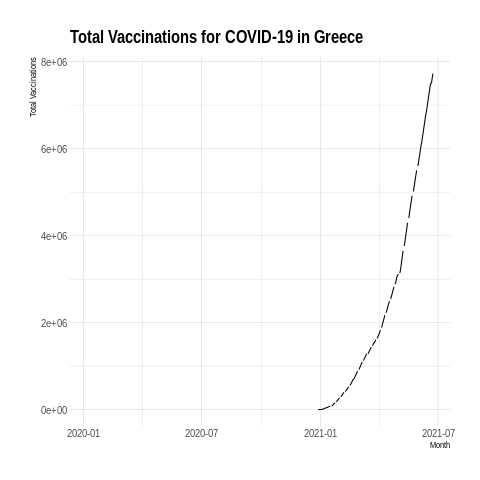 Total Vaccinations for COVID-19 in Greece
Total Vaccinations
8e+06
6e+06
4e+06
2e+06
0e+00
2020-01 2020-07 2021-01 2021-07
Month